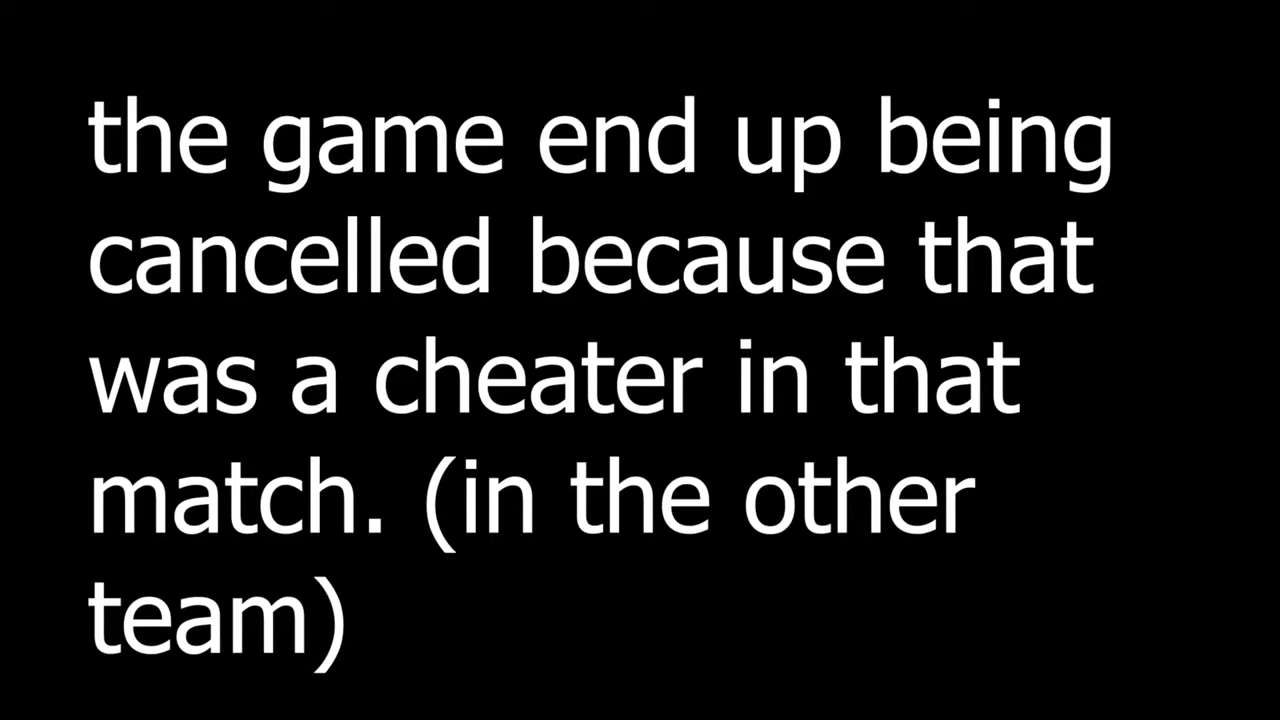 the game end up being
cancelled because that
was a cheater in that
match. (in the other
team)